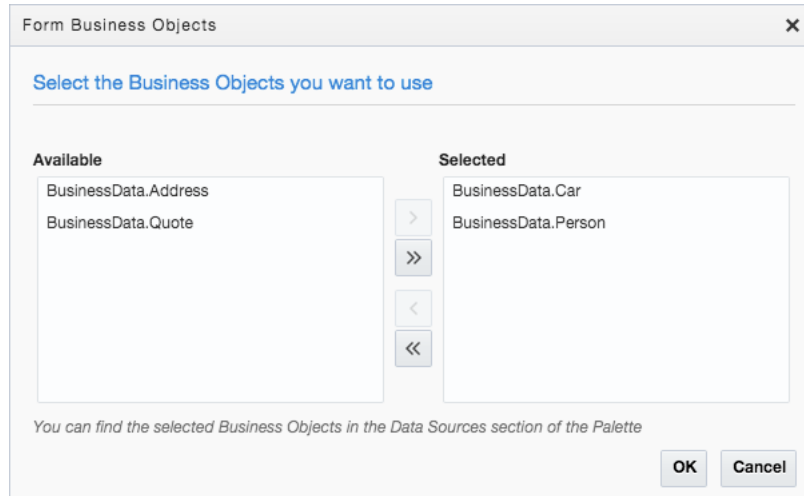 Form Business Objects
Select the Business Objects you want to use
Available
Selected
BusinessData.Address
BusinessData.Quote
BusinessData.Car
BusinessData.Person
You can find the selected Business Objects in the Data Sources section of the Palette
OK
Cancel